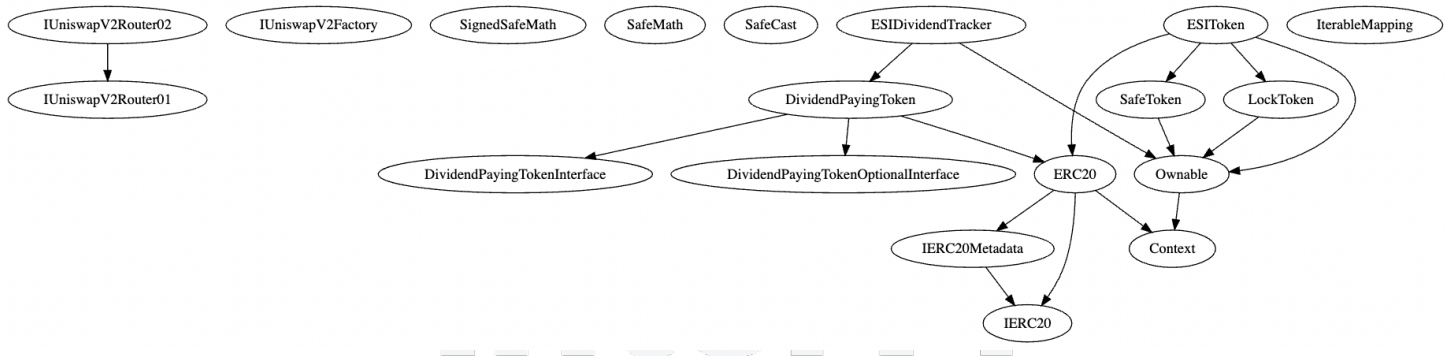 IUniswapV2Router02 IUniswapV2Factory SignedSafeMath SafeMath SafeCast ESIDividendTracker ESIToken IterableMapping
IUniswapV2Router01 DividendPayingToken SafeToken LockToken
DividendPayingTokenInterface DividendPayingTokenOptionalInterface ERC20 Ownable
IERC20Metadata Context
IERC20